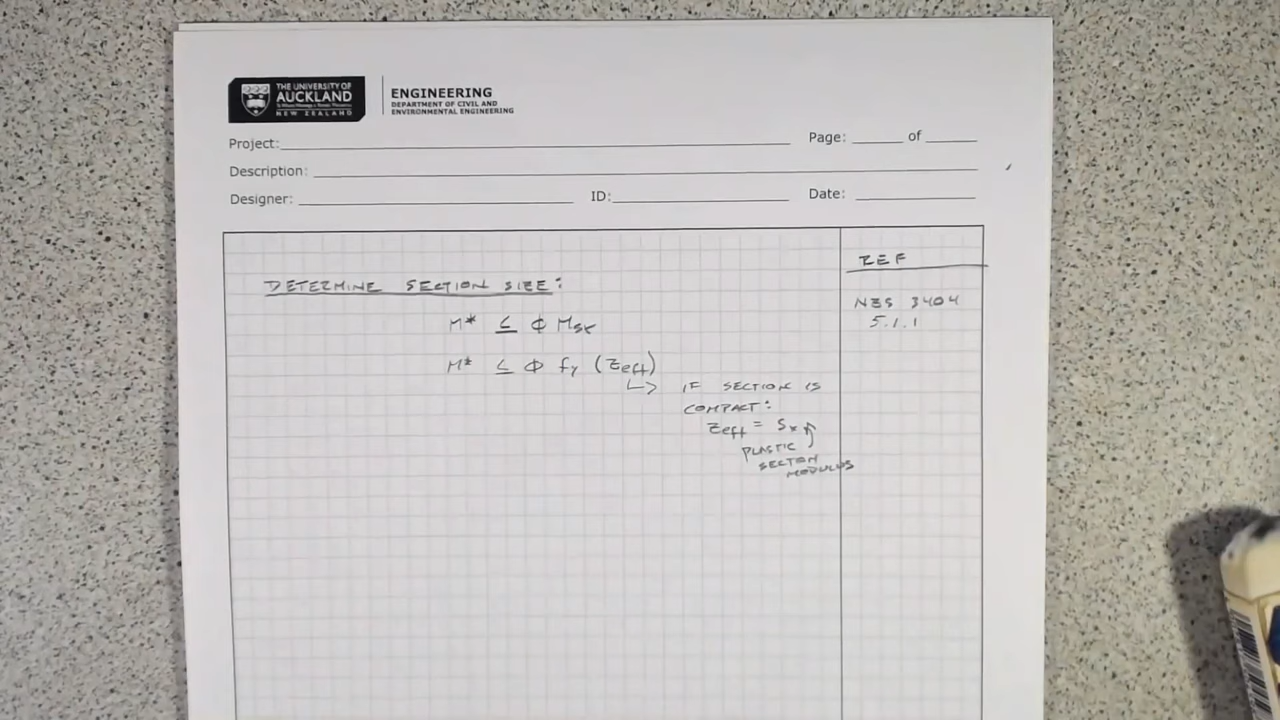 THE UNIVERSITY OF
AUCKLAND
NEW ZEALAND
ENGINEERING
DEPARTMENT OF CIVIL AND
ENVIRONMENTAL ENGINEERING
Project:
Page: of
Description:
Designer: ID: Date:
REF
DETERMINE SECTION SIZE:
NZS 3404
M* ≤ ϕ Msx
5.1.1
M* ≤ ϕ fy (Zeff)
IF SECTION IS
COMPACT:
Zeff = Sx
PLASTIC
SECTION
MODULUS